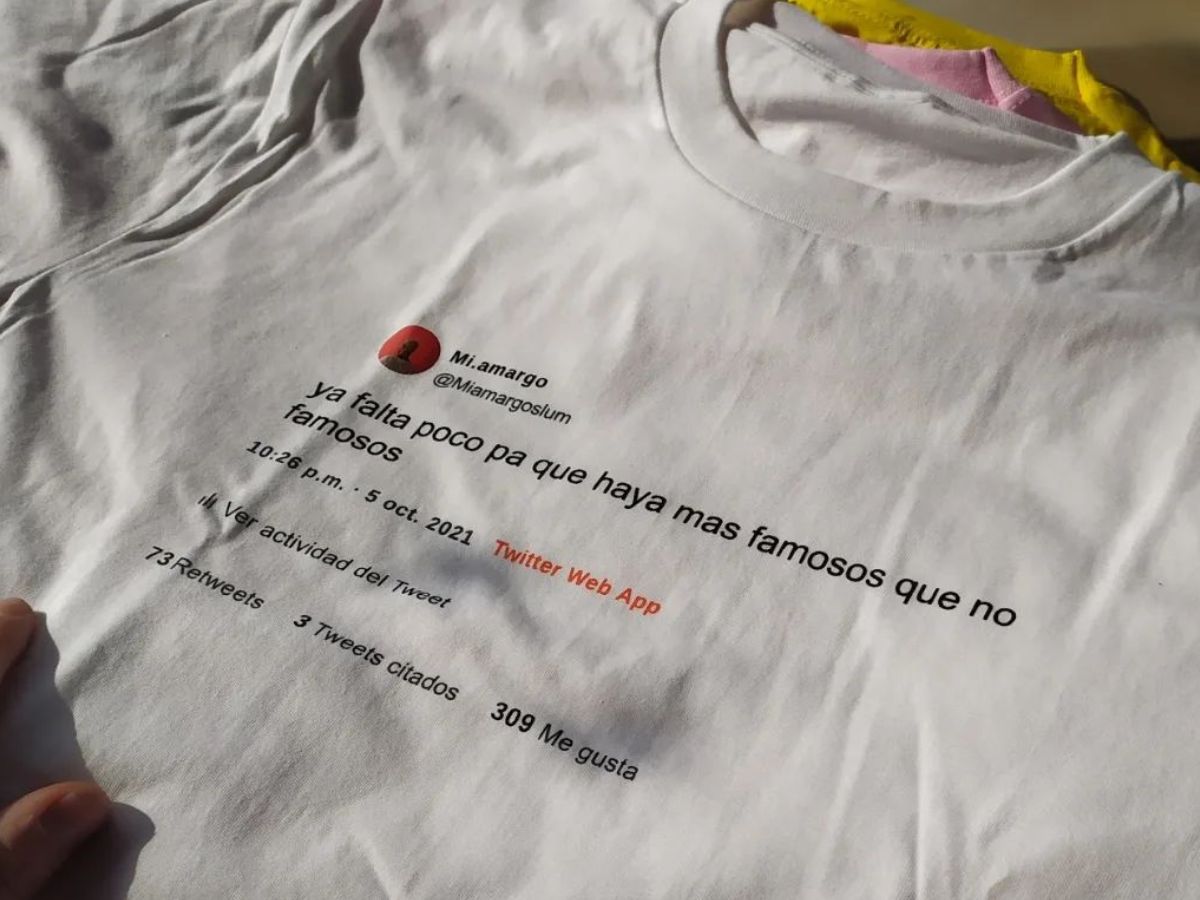 Mi.amargo
@Miamargoslum
ya falta poco pa que haya mas famosos que no
famosos
10:26 p.m. · 5 oct. 2021 Twitter Web App
Ver actividad del Tweet
73 Retweets 3 Tweets citados 309 Me gusta